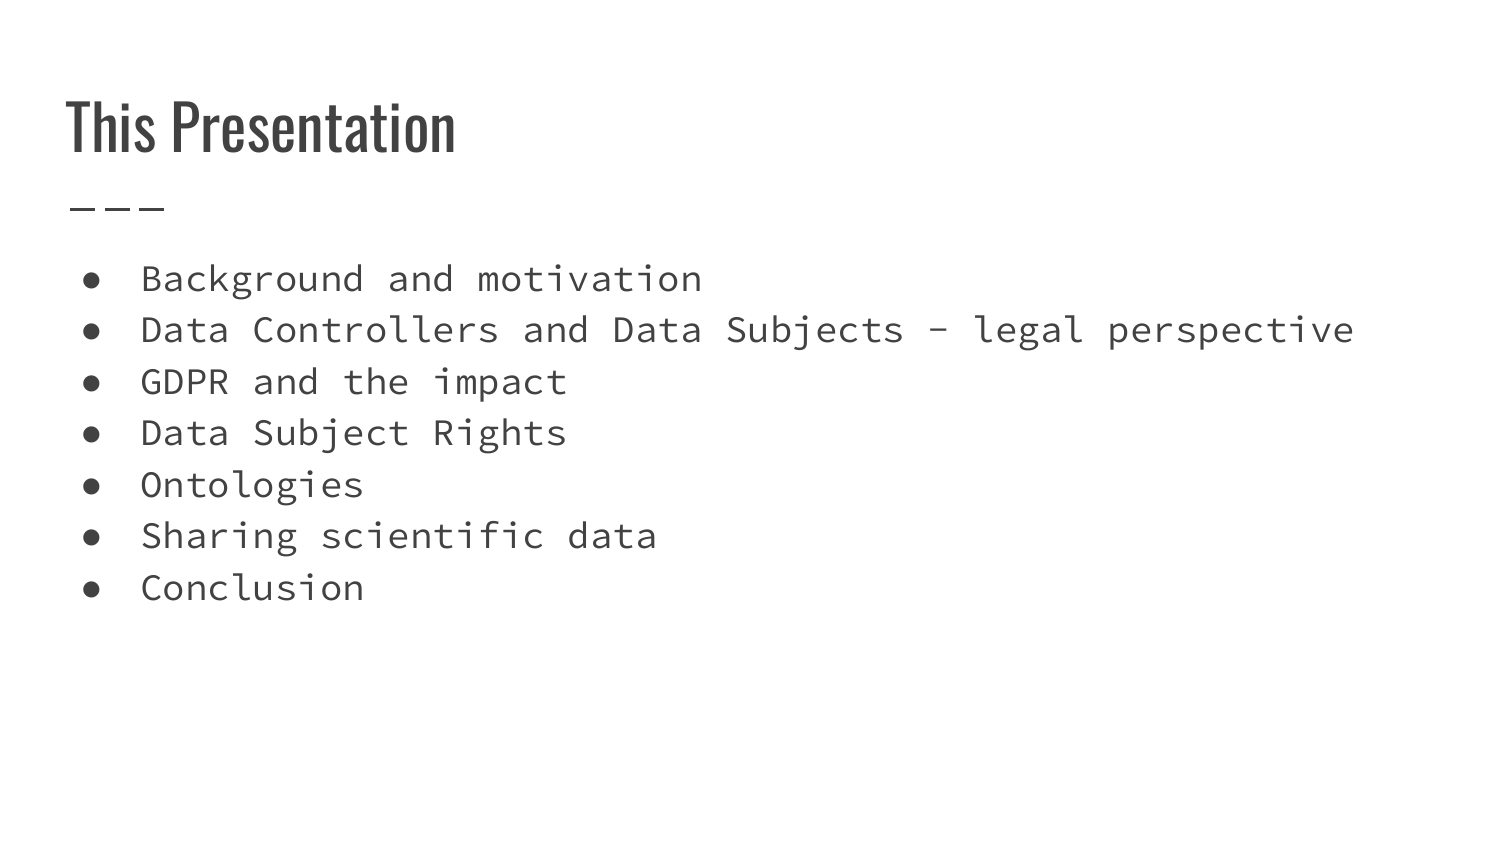 This Presentation
● Background and motivation
● Data Controllers and Data Subjects - legal perspective
● GDPR and the impact
● Data Subject Rights
● Ontologies
● Sharing scientific data
● Conclusion